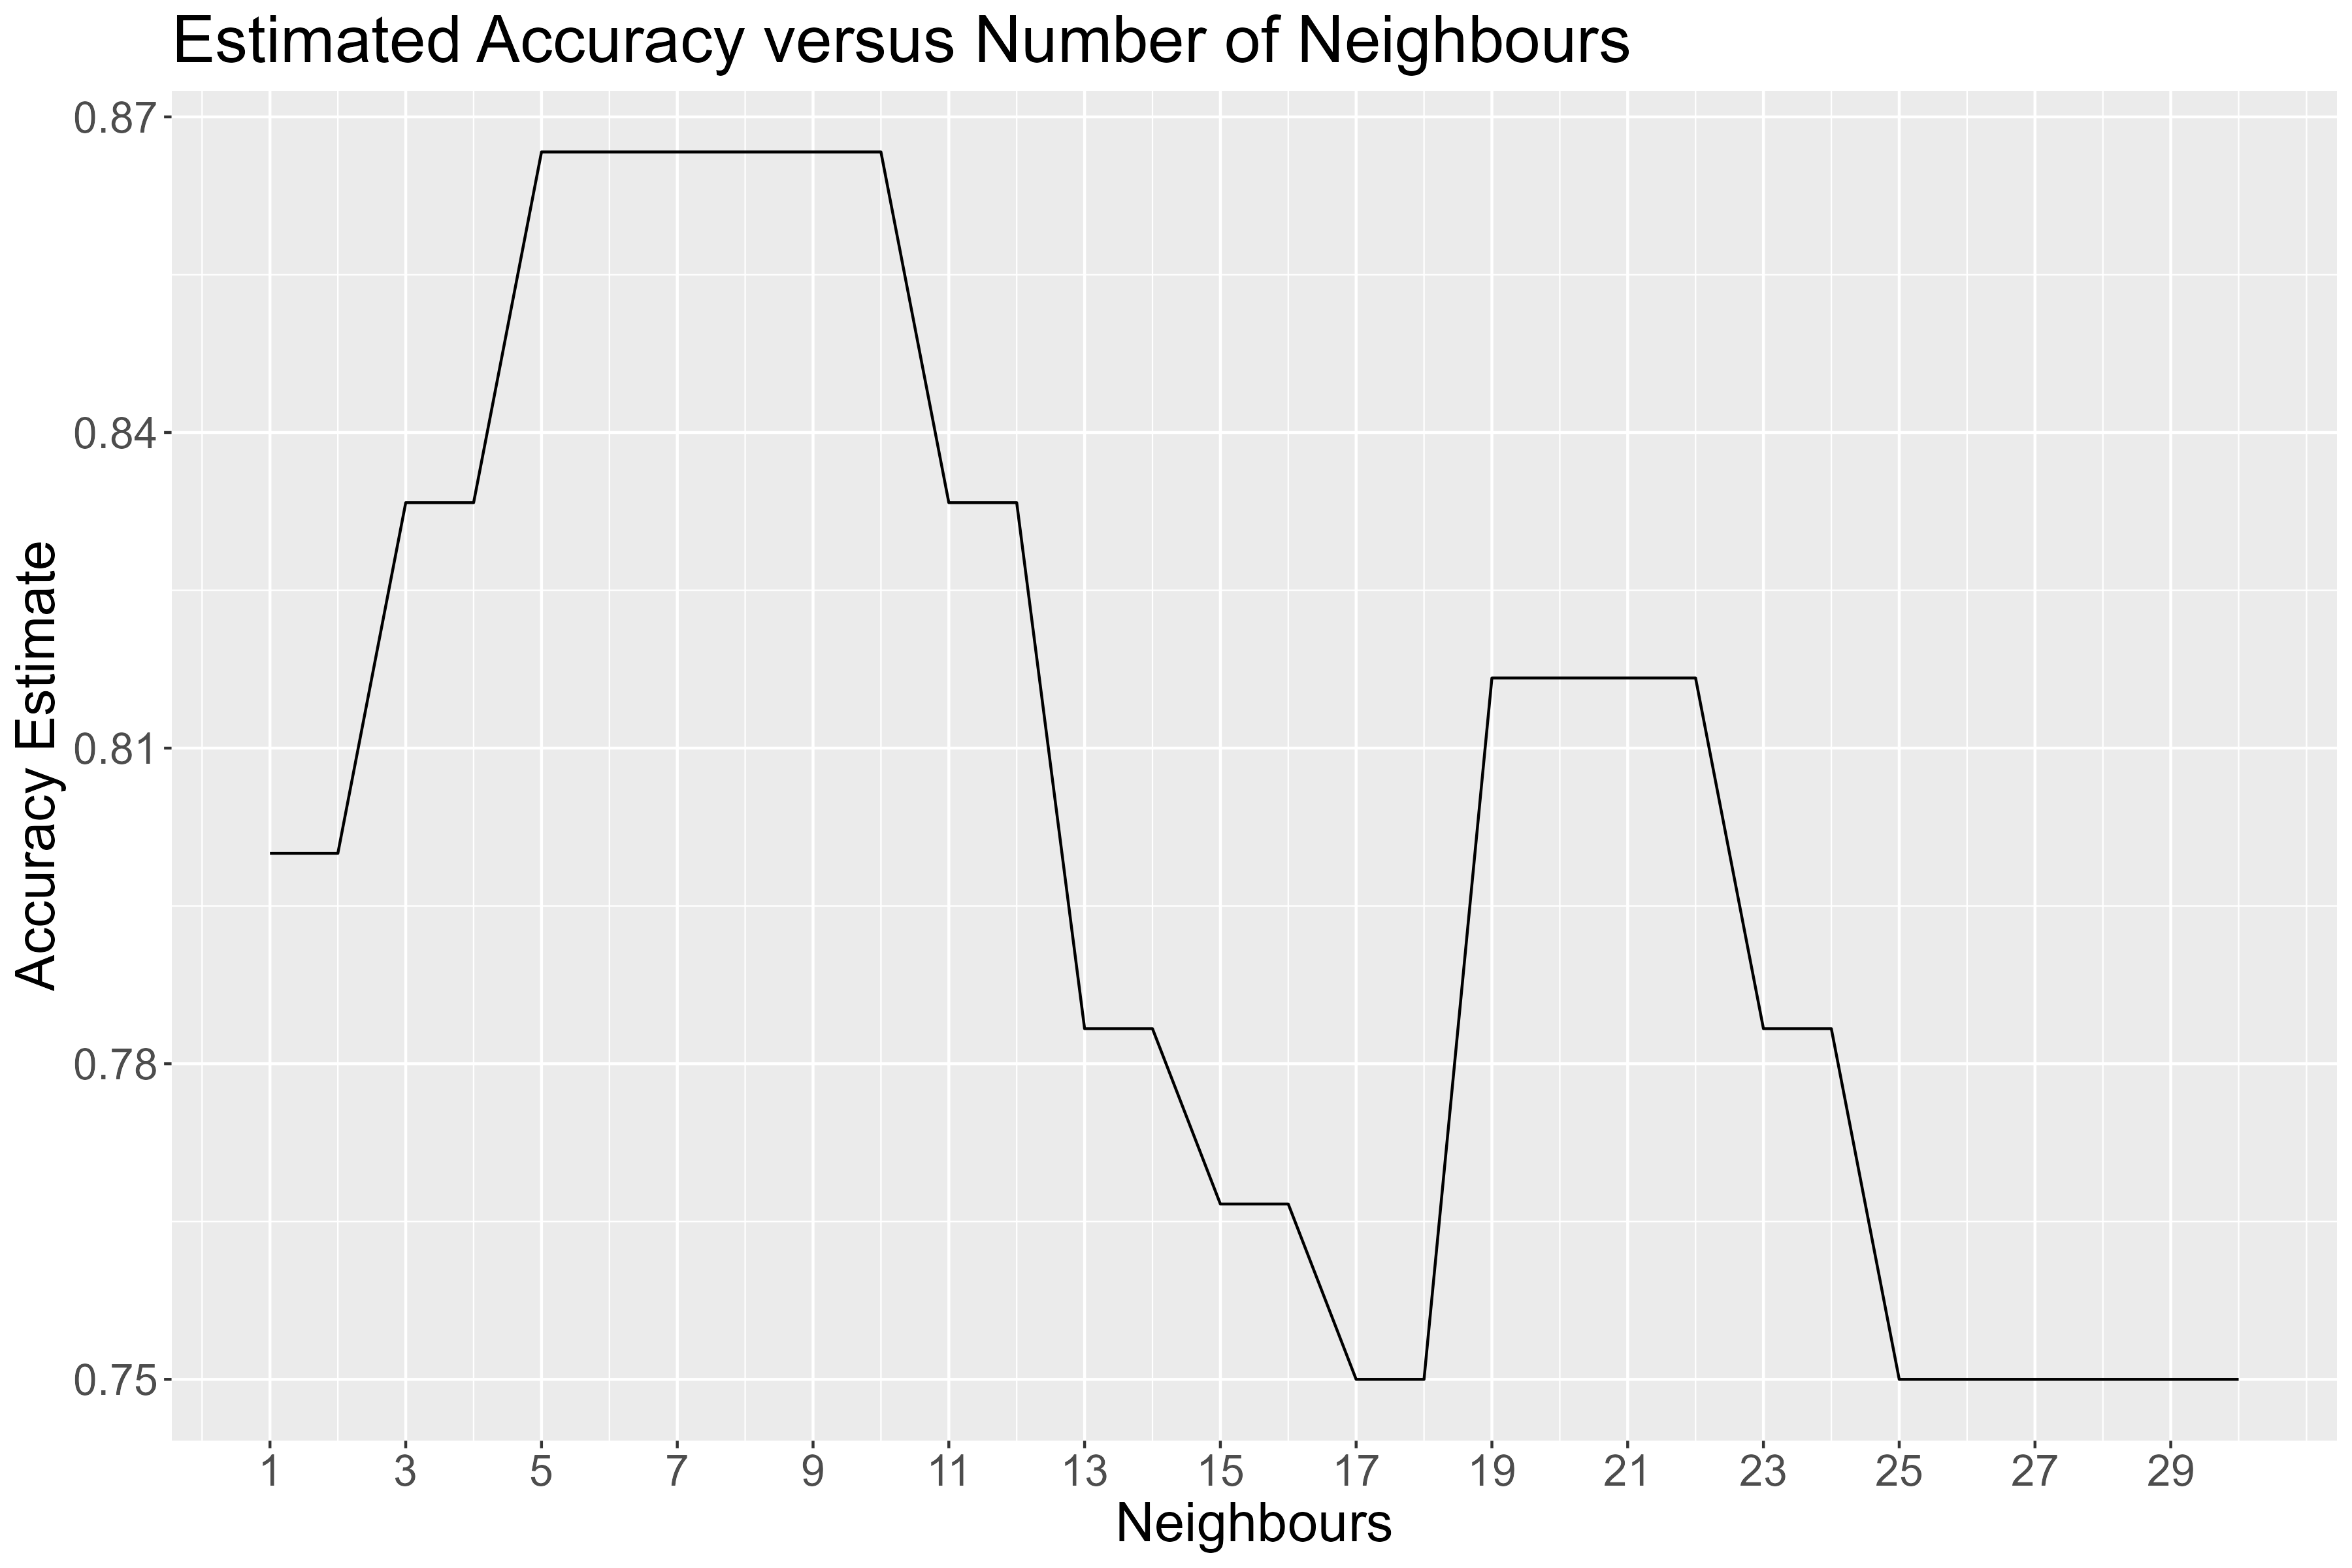 Estimated Accuracy versus Number of Neighbours
0.87
0.84
0.81
0.78
0.75
Accuracy Estimate
1 3 5 7 9 11 13 15 17 19 21 23 25 27 29
Neighbours